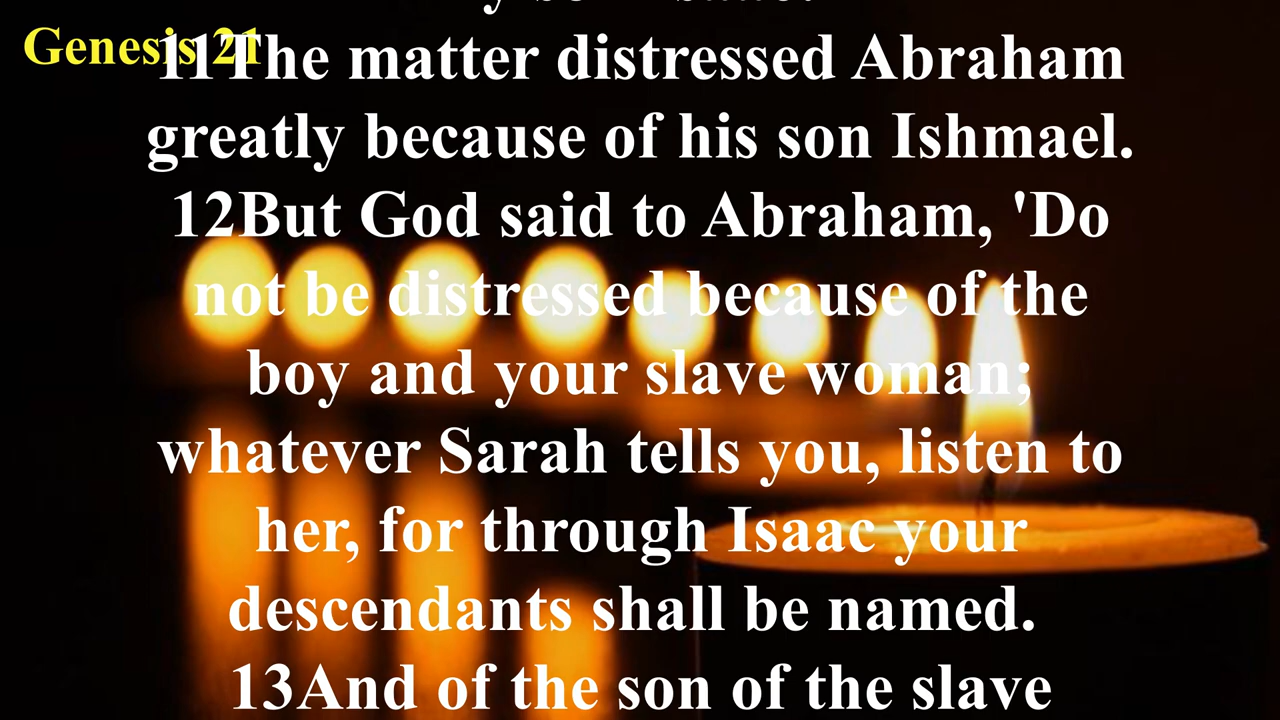 Genesis 21
11The matter distressed Abraham
greatly because of his son Ishmael.
12But God said to Abraham, 'Do
not be distressed because of the
boy and your slave woman;
whatever Sarah tells you, listen to
her, for through Isaac your
descendants shall be named.
13And of the son of the slave